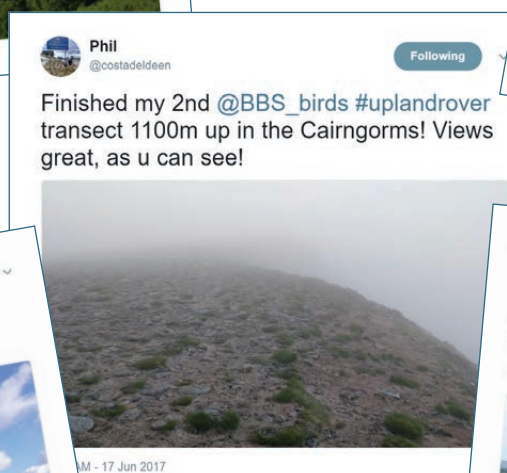 Phil
@costadeldeen
Following
Finished my 2nd @BBS_birds #uplandrover
transect 1100m up in the Cairngorms! Views
great, as u can see!
AM - 17 Jun 2017